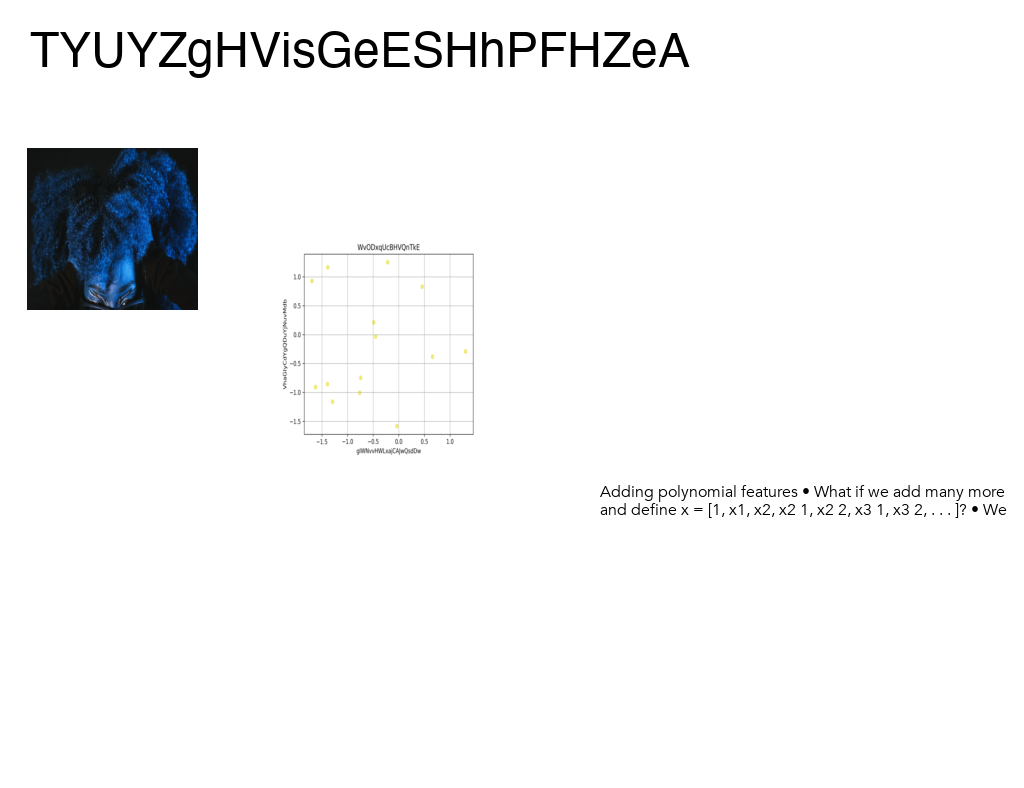 TYUYZgHVisGeESHhPFHZeA
WvODxqUcBHVQnTkE
1.0
0.5
0.0
−0.5
−1.0
−1.5
−1.5 −1.0 −0.5 0.0 0.5 1.0
Adding polynomial features • What if we add many more
and define x = [1, x1, x2, x2 1, x2 2, x3 1, x3 2, . . . ]? • We